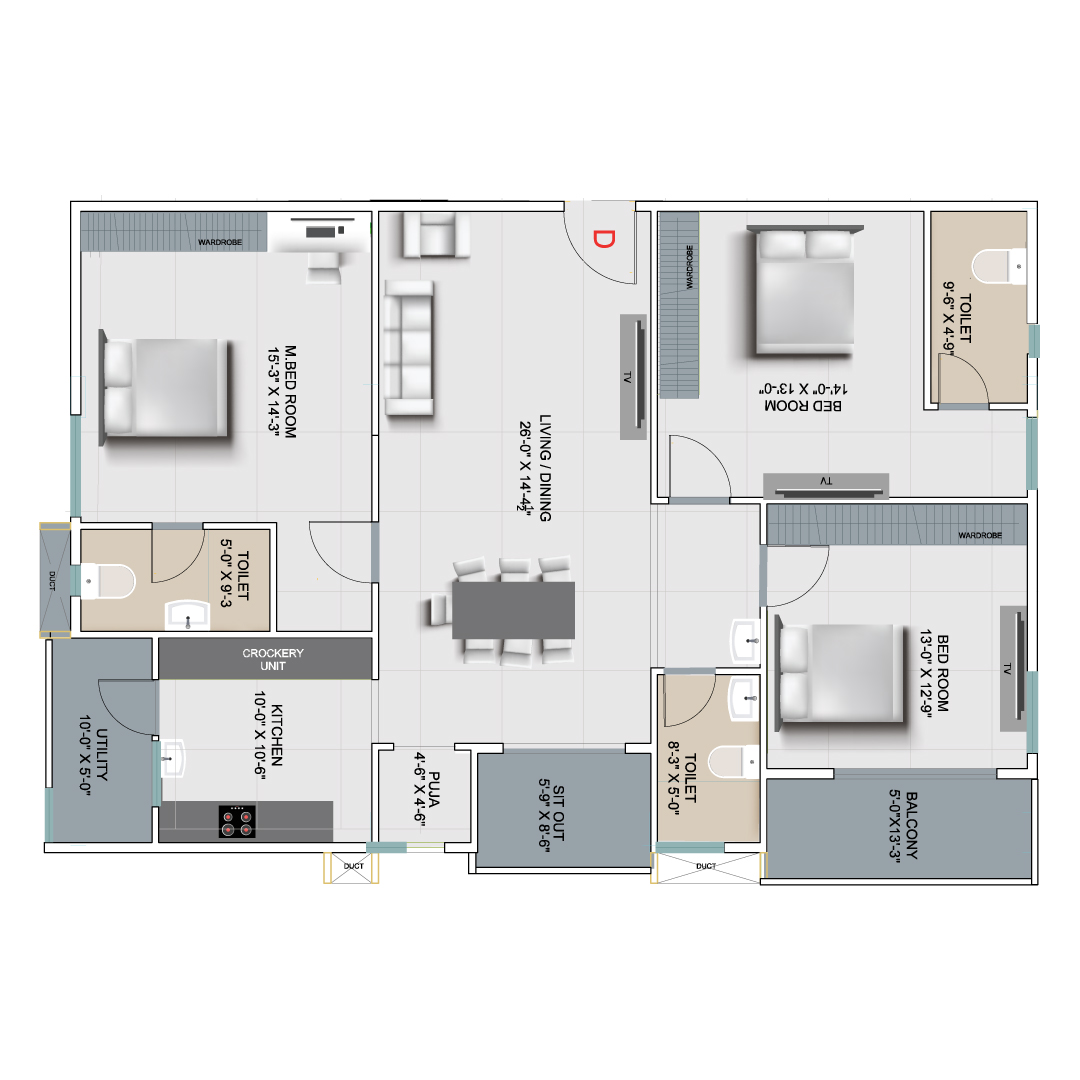 WARDROBE
D
WARDROBE
TOILET
9'-6" X 4'-9"
M.BED ROOM
15'-3" X 14'-3"
TV
BED ROOM
14'-0" X 13'-0"
LIVING / DINING
26'-0" X 14'-4½"
TV
WARDROBE
DUCT
TOILET
5'-0" X 9'-3
CROCKERY
UNIT
BED ROOM
13'-0" X 12'-9"
TV
UTILITY
10'-0" X 5'-0"
KITCHEN
10'-0" X 10'-6"
PUJA
4'-6" X 4'-6"
SIT OUT
5'-9" X 8'-6"
TOILET
8'-3" X 5'-0"
BALCONY
5'-0"X13'-3"
DUCT
DUCT